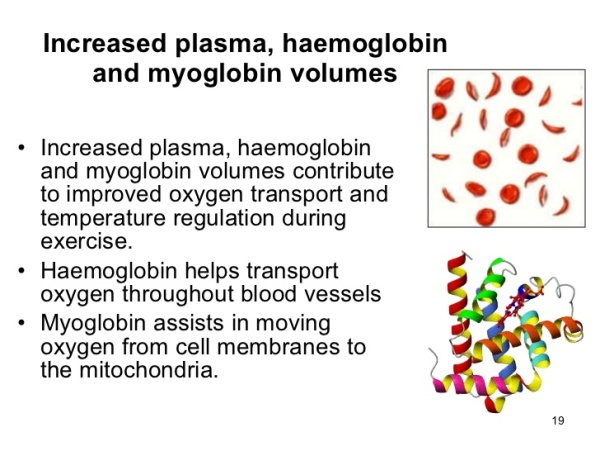 Increased plasma, haemoglobin
and myoglobin volumes
• Increased plasma, haemoglobin
and myoglobin volumes contribute
to improved oxygen transport and
temperature regulation during
exercise.
• Haemoglobin helps transport
oxygen throughout blood vessels
• Myoglobin assists in moving
oxygen from cell membranes to
the mitochondria.
19